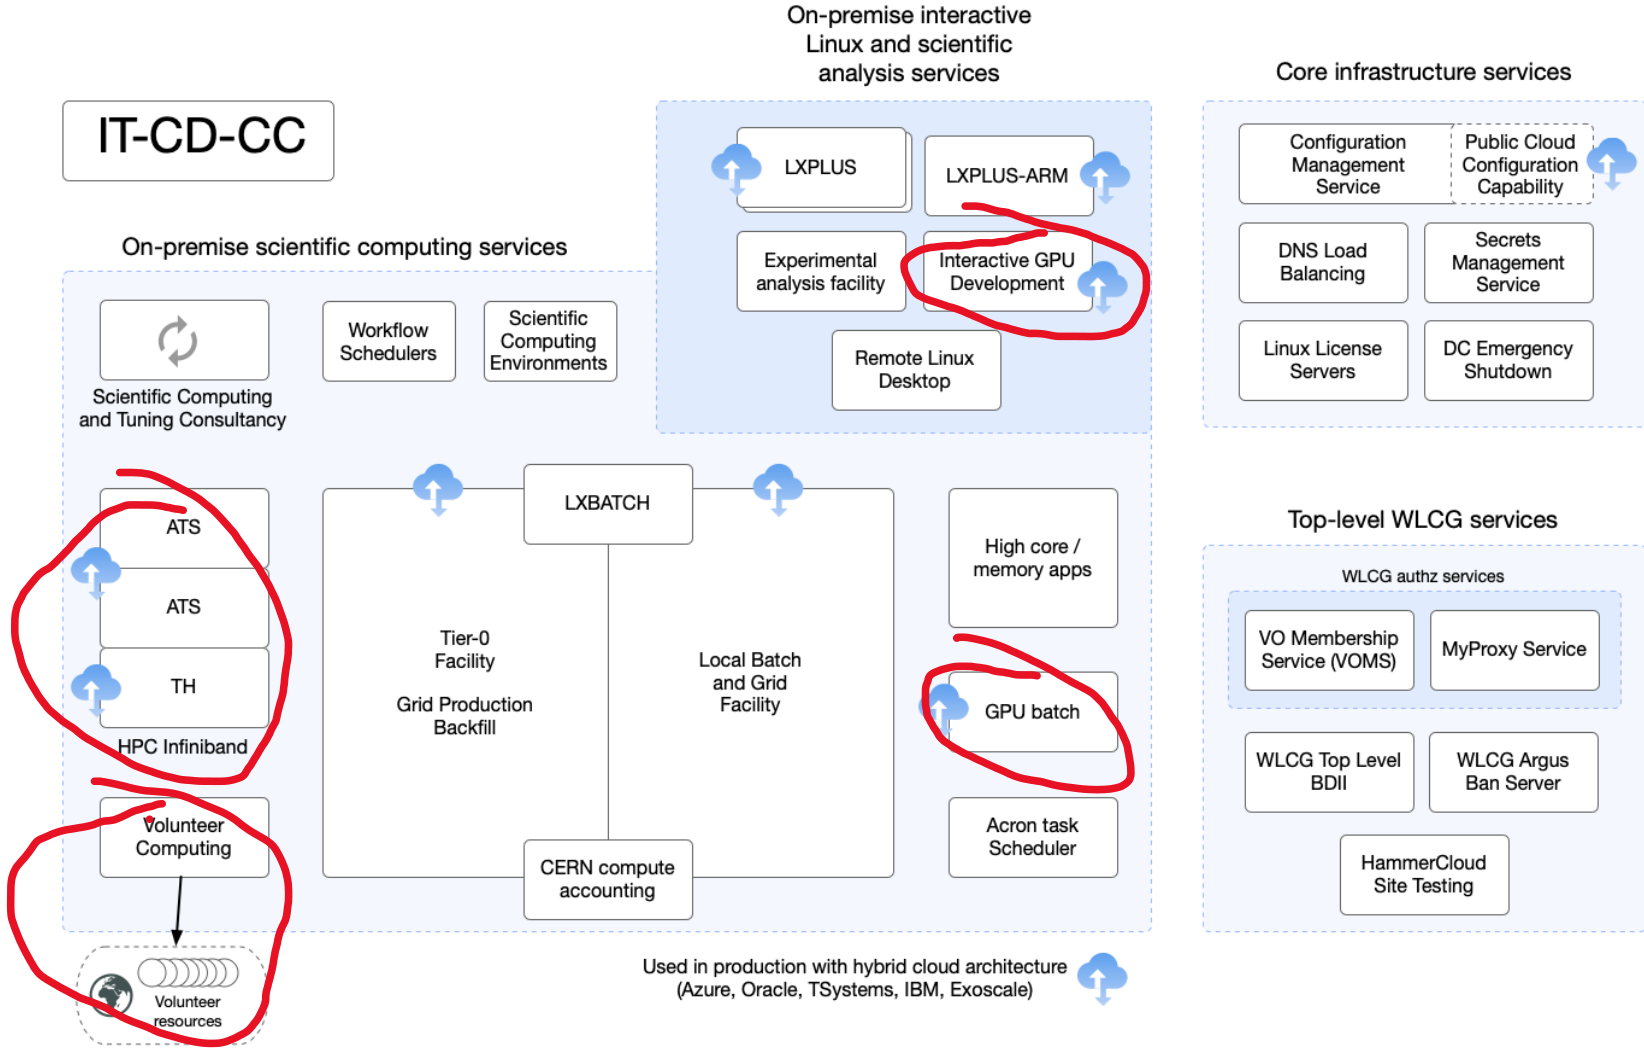 On-premise interactive
Linux and scientific
analysis services
Core infrastructure services
IT-CD-CC
LXPLUS
LXPLUS-ARM
Configuration
Management
Service
Public Cloud
Configuration
Capability
On-premise scientific computing services
Experimental
analysis facility
Interactive GPU
Development
DNS Load
Balancing
Secrets
Management
Service
Workflow
Schedulers
Scientific
Computing
Environments
Remote Linux
Desktop
Linux License
Servers
DC Emergency
Shutdown
Scientific Computing
and Tuning Consultancy
ATS
ATS
TH
HPC Infiniband
LXBATCH
Tier-0
Facility
Grid Production
Backfill
Local Batch
and Grid
Facility
High core /
memory apps
GPU batch
Top-level WLCG services
WLCG authz services
VO Membership
Service (VOMS)
MyProxy Service
WLCG Top Level
BDII
WLCG Argus
Ban Server
HammerCloud
Site Testing
Volunteer
Computing
CERN compute
accounting
Acron task
Scheduler
Volunteer
resources
Used in production with hybrid cloud architecture
(Azure, Oracle, TSystems, IBM, Exoscale)